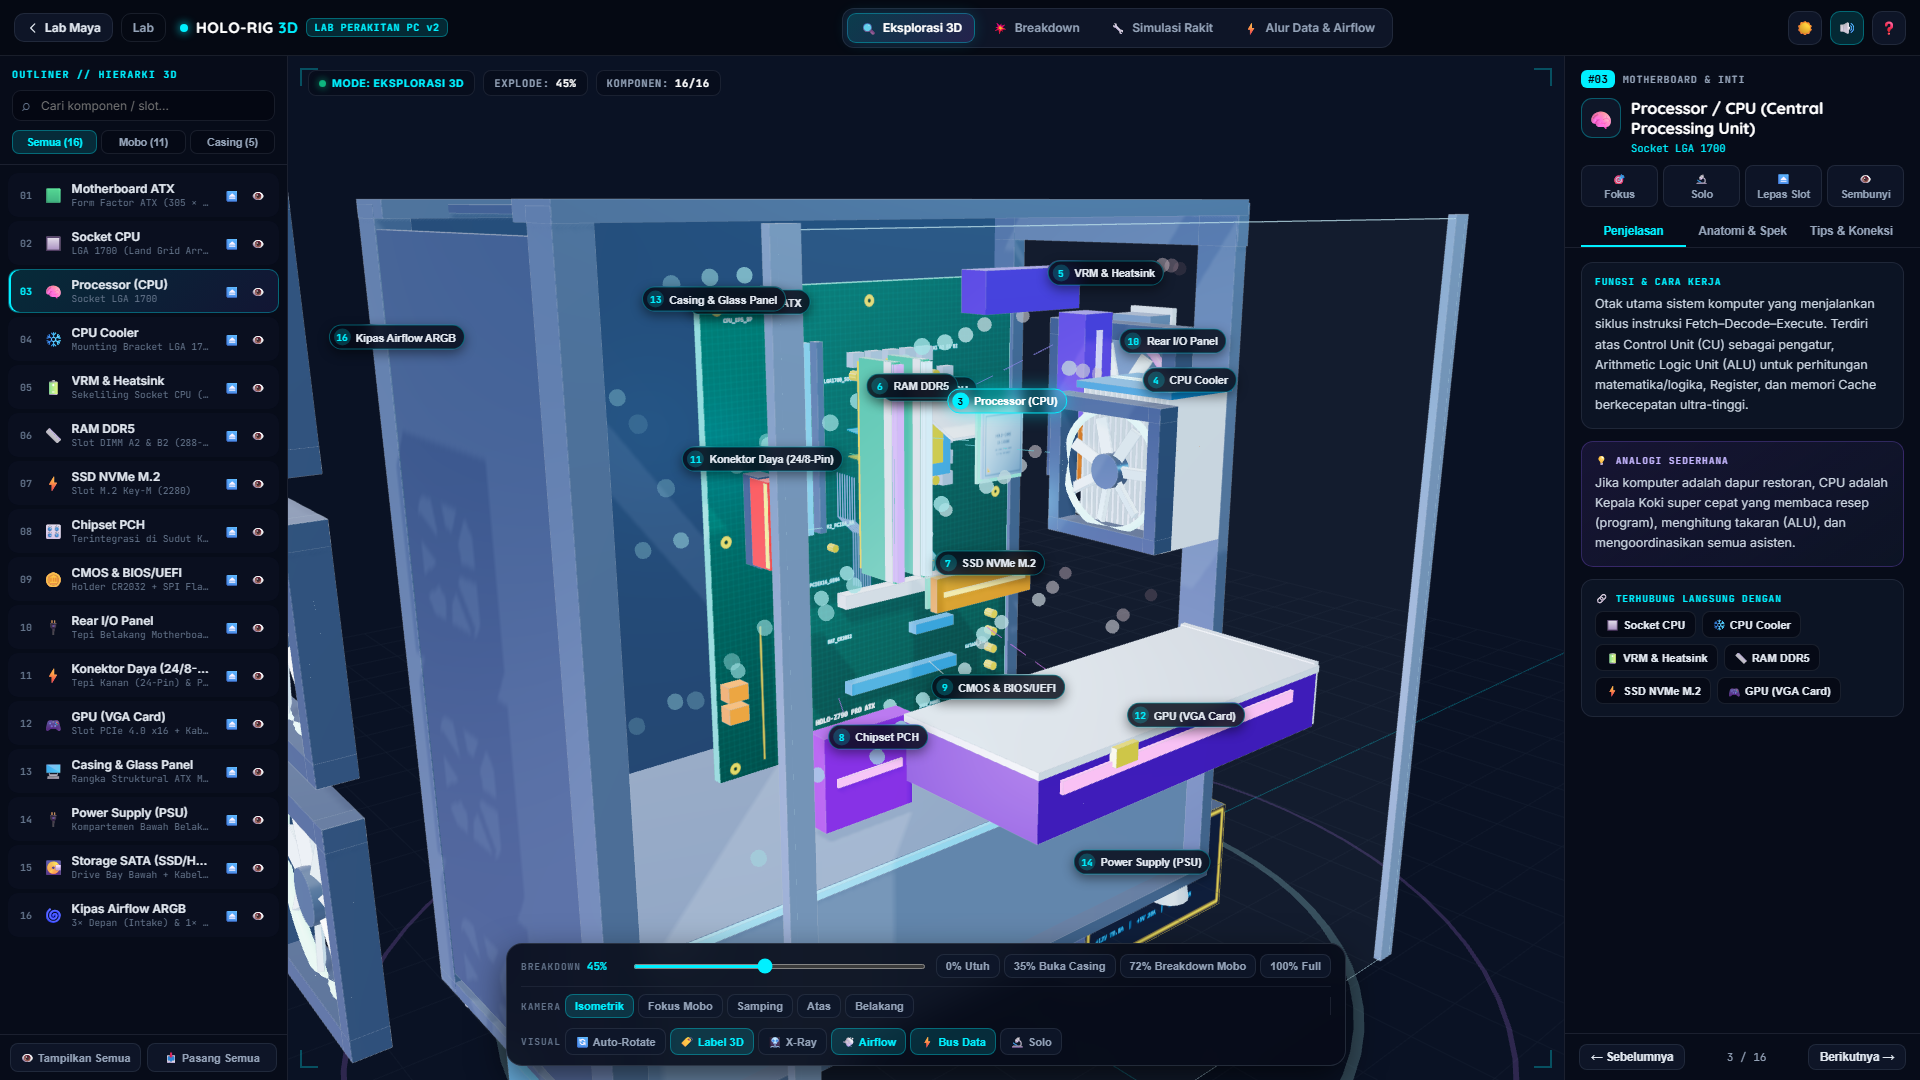 Lab Maya
Lab
HOLO-RIG 3D
LAB PERAKITAN PC v2
Eksplorasi 3D
Breakdown
Simulasi Rakit
Alur Data & Airflow
OUTLINER // HIERARKI 3D
Cari komponen / slot...
Semua (16)
Mobo (11)
Casing (5)
01
Motherboard ATX
Form Factor ATX (305 × …
02
Socket CPU
LGA 1700 (Land Grid Arr…
03
Processor (CPU)
Socket LGA 1700
04
CPU Cooler
Mounting Bracket LGA 17…
05
VRM & Heatsink
Sekeliling Socket CPU (…
06
RAM DDR5
Slot DIMM A2 & B2 (288-…
07
SSD NVMe M.2
Slot M.2 Key-M (2280)
08
Chipset PCH
Terintegrasi di Sudut K…
09
CMOS & BIOS/UEFI
Holder CR2032 + SPI Fla…
10
Rear I/O Panel
Tepi Belakang Motherboa…
11
Konektor Daya (24/8-…
Tepi Kanan (24-Pin) & P…
12
GPU (VGA Card)
Slot PCIe 4.0 x16 + Kab…
13
Casing & Glass Panel
Rangka Struktural ATX M…
14
Power Supply (PSU)
Kompartemen Bawah Belak…
15
Storage SATA (SSD/H…
Drive Bay Bawah + Kabel…
16
Kipas Airflow ARGB
3× Depan (Intake) & 1× …
Tampilkan Semua
Pasang Semua
MODE: EKSPLORASI 3D
EXPLODE: 45%
KOMPONEN: 16/16
5 VRM & Heatsink
13 Casing & Glass Panel
ATX
16 Kipas Airflow ARGB
10 Rear I/O Panel
4 CPU Cooler
6 RAM DDR5
3 Processor (CPU)
11 Konektor Daya (24/8-Pin)
7 SSD NVMe M.2
9 CMOS & BIOS/UEFI
HOLO-Z790 PRO ATX
12 GPU (VGA Card)
8 Chipset PCH
14 Power Supply (PSU)
BREAKDOWN 45%
0% Utuh
35% Buka Casing
72% Breakdown Mobo
100% Full
KAMERA
Isometrik
Fokus Mobo
Samping
Atas
Belakang
VISUAL
Auto-Rotate
Label 3D
X-Ray
Airflow
Bus Data
Solo
#03
MOTHERBOARD & INTI
Processor / CPU (Central
Processing Unit)
Socket LGA 1700
Fokus
Solo
Lepas Slot
Sembunyi
Penjelasan
Anatomi & Spek
Tips & Koneksi
FUNGSI & CARA KERJA
Otak utama sistem komputer yang menjalankan
siklus instruksi Fetch–Decode–Execute. Terdiri
atas Control Unit (CU) sebagai pengatur,
Arithmetic Logic Unit (ALU) untuk perhitungan
matematika/logika, Register, dan memori Cache
berkecepatan ultra-tinggi.
ANALOGI SEDERHANA
Jika komputer adalah dapur restoran, CPU adalah
Kepala Koki super cepat yang membaca resep
(program), menghitung takaran (ALU), dan
mengoordinasikan semua asisten.
TERHUBUNG LANGSUNG DENGAN
Socket CPU
CPU Cooler
VRM & Heatsink
RAM DDR5
SSD NVMe M.2
GPU (VGA Card)
← Sebelumnya
3 / 16
Berikutnya →